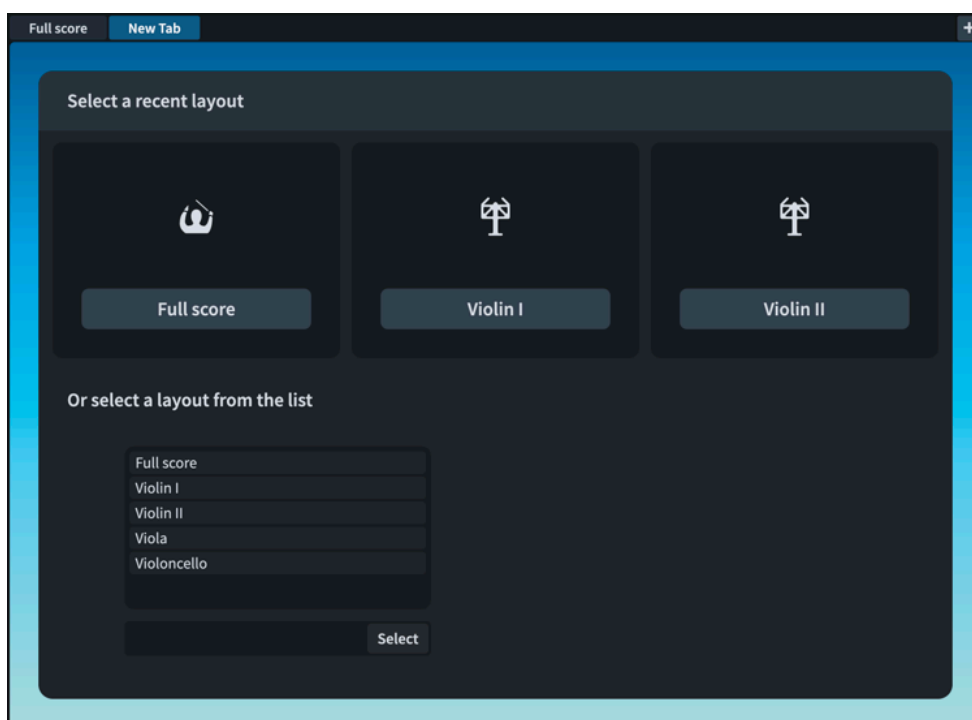 Full score New Tab +
Select a recent layout
Full score Violin I Violin II
Or select a layout from the list
Full score
Violin I
Violin II
Viola
Violoncello
Select